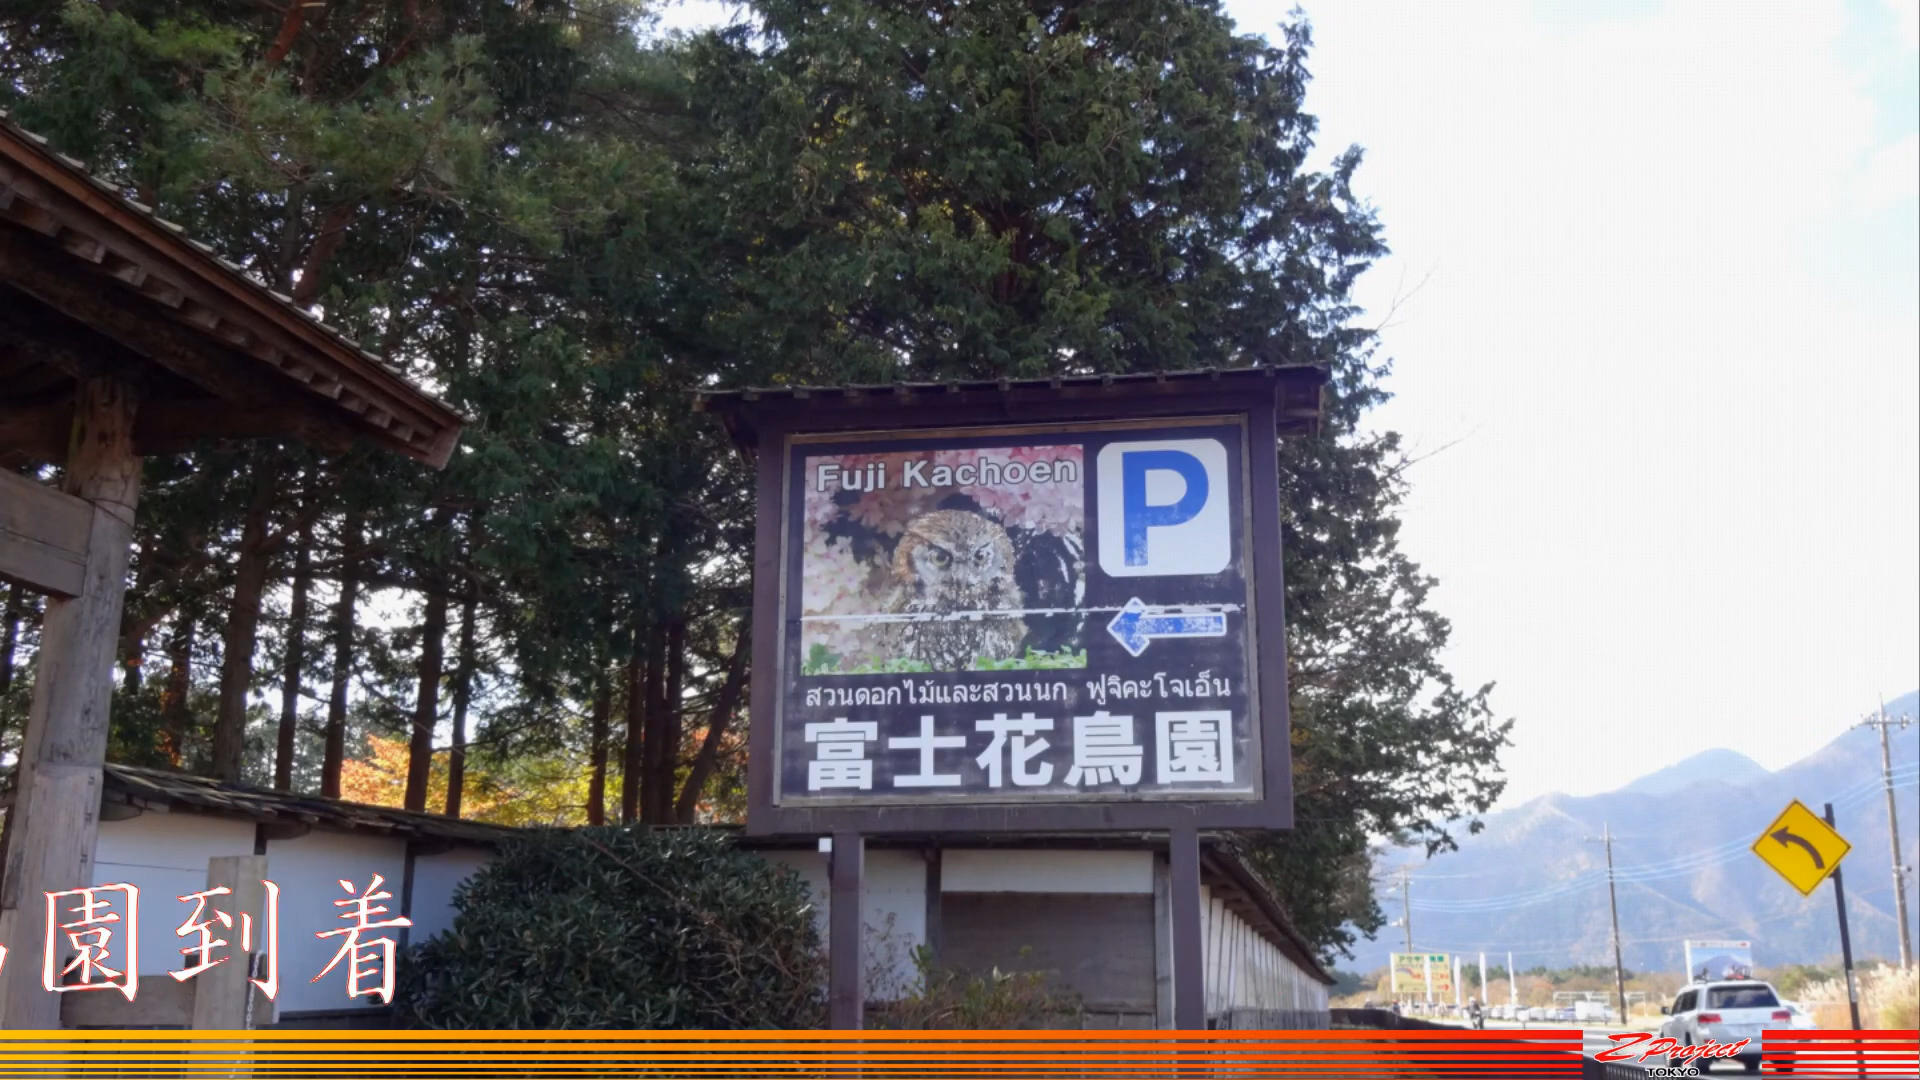 Fuji Kachoen
P
สวนดอกไม้และสวนนก ฟูจิคะโจเอ็น
富士花鳥園
園到着
Z Project
TOKYO